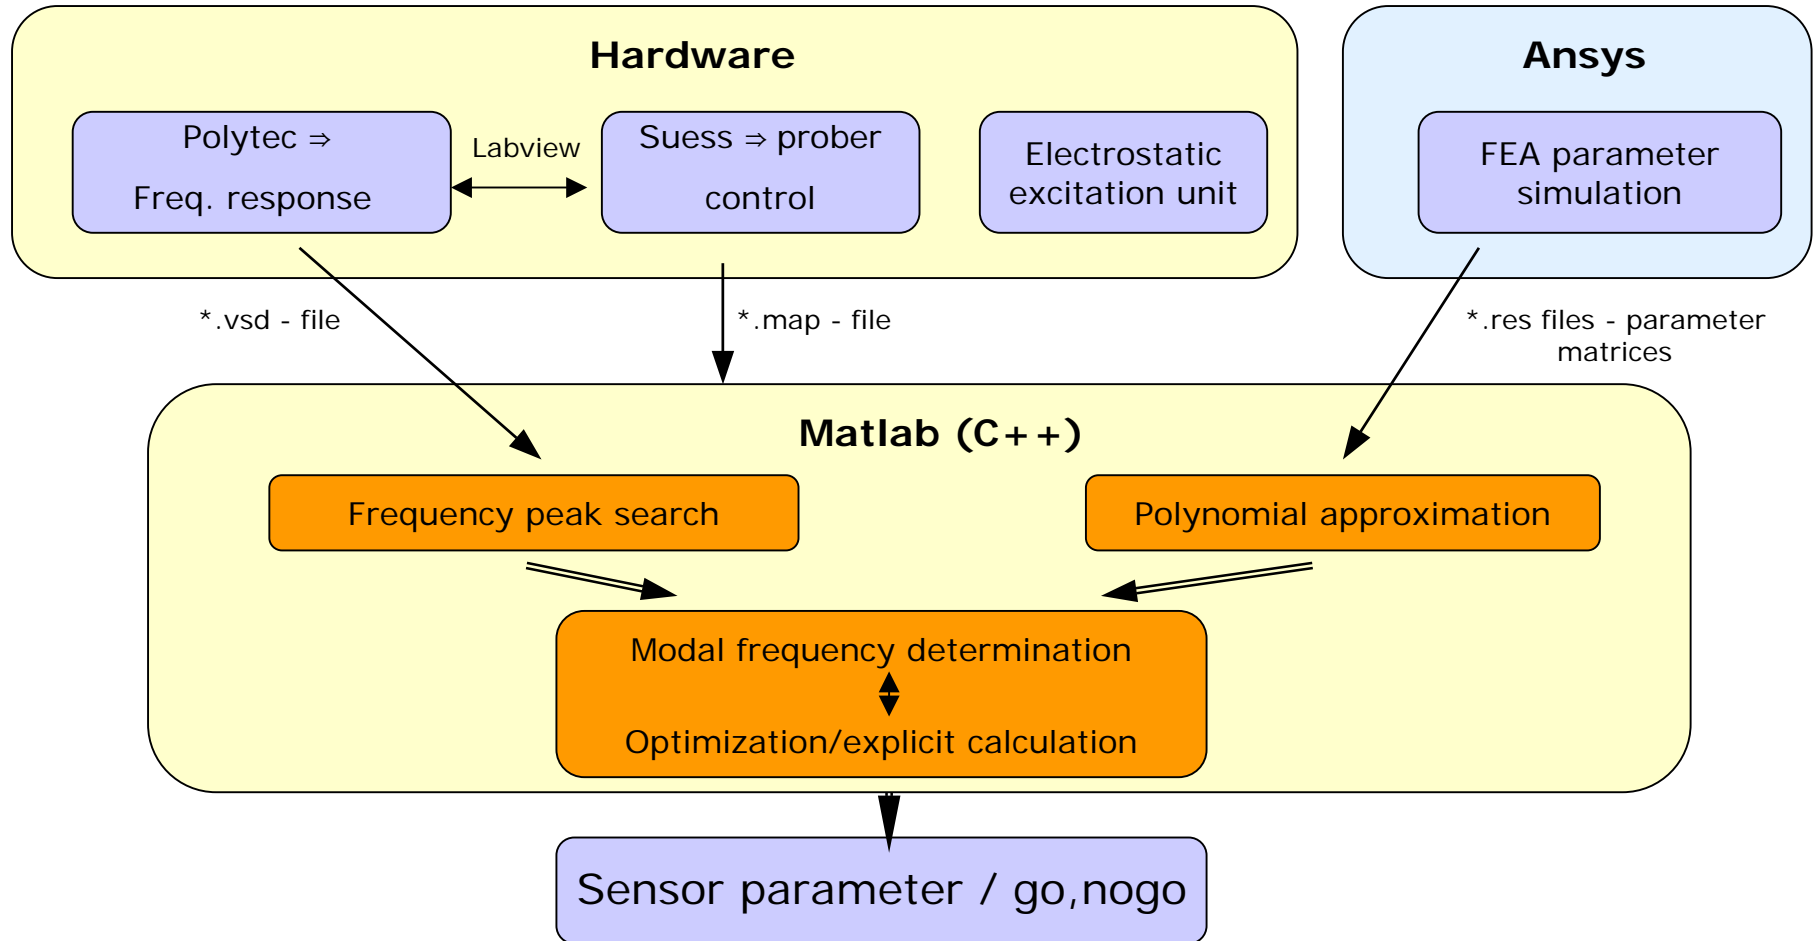 Hardware
Ansys
Polytec ⇒
Freq. response
Labview
Suess ⇒ prober
control
Electrostatic
excitation unit
FEA parameter
simulation
*.vsd - file
*.map - file
*.res files - parameter
matrices
Matlab (C++)
Frequency peak search
Polynomial approximation
Modal frequency determination
Optimization/explicit calculation
Sensor parameter / go,nogo